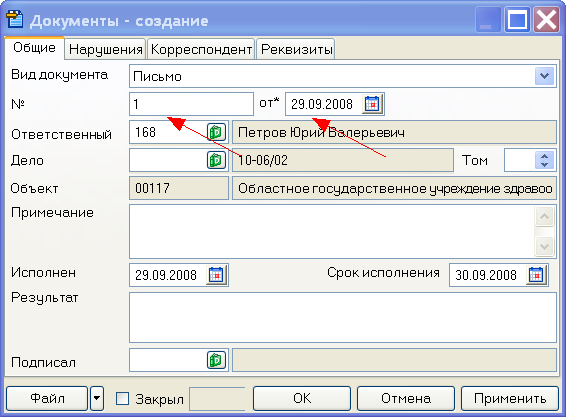 Документы - создание
Общие Нарушения Корреспондент Реквизиты
Вид документа Письмо
№ 1 от* 29.09.2008
Ответственный 168 Петров Юрий Валерьевич
Дело 10-06/02 Том
Объект 00117 Областное государственное учреждение здравоо
Примечание
Исполнен 29.09.2008 Срок исполнения 30.09.2008
Результат
Подписал
Файл Закрыл OK Отмена Применить